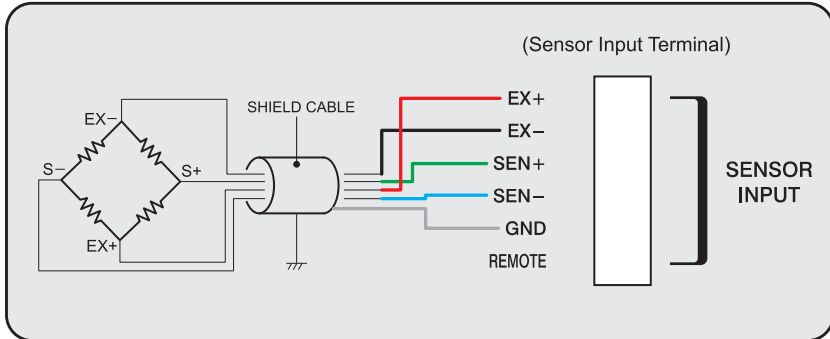 (Sensor Input Terminal)
EX+
SHIELD CABLE
EX−
EX−
SEN+
S−
S+
SENSOR
INPUT
SEN−
GND
EX+
REMOTE